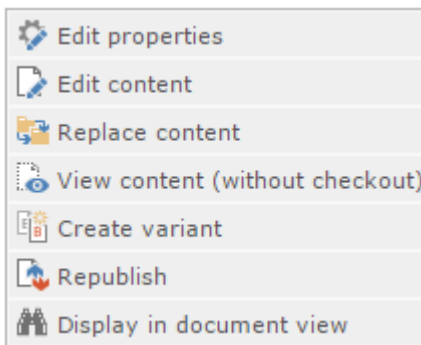 Edit properties
Edit content
Replace content
View content (without checkout)
Create variant
Republish
Display in document view